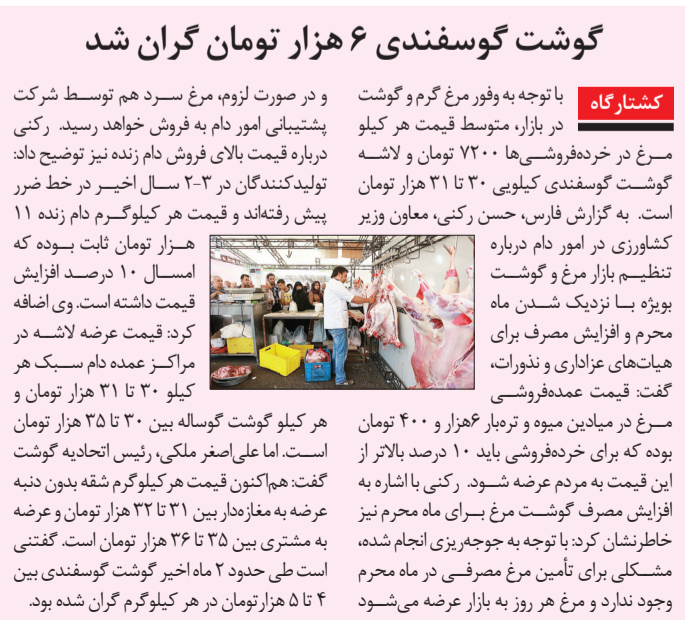 گوشت گوسفندی ۶ هزار تومان گران شد
کشتارگاه
با توجه به وفور مرغ گرم و گوشت
در بازار، متوسط قیمت هر کیلو
مرغ در خرده‌فروشی‌ها ۷۲۰۰ تومان و لاشه
گوشت گوسفندی کیلویی ۳۰ تا ۳۱ هزار تومان
است. به گزارش فارس، حسن رکنی، معاون وزیر
کشاورزی در امور دام درباره
تنظیم بازار مرغ و گوشت
بویژه با نزدیک شدن ماه
محرم و افزایش مصرف برای
هیات‌های عزاداری و نذورات،
گفت: قیمت عمده‌فروشی
مرغ در میادین میوه و تره‌بار ۶هزار و ۴۰۰ تومان
بوده که برای خرده‌فروشی باید ۱۰ درصد بالاتر از
این قیمت به مردم عرضه شود. رکنی با اشاره به
افزایش مصرف گوشت مرغ برای ماه محرم نیز
خاطرنشان کرد: با توجه به جوجه‌ریزی انجام شده،
مشکلی برای تأمین مرغ مصرفی در ماه محرم
وجود ندارد و مرغ هر روز به بازار عرضه می‌شود
و در صورت لزوم، مرغ سرد هم توسط شرکت
پشتیبانی امور دام به فروش خواهد رسید. رکنی
درباره قیمت بالای فروش دام زنده نیز توضیح داد:
تولیدکنندگان در ۳-۲ سال اخیر در خط ضرر
پیش رفته‌اند و قیمت هر کیلوگرم دام زنده ۱۱
هزار تومان ثابت بوده که
امسال ۱۰ درصد افزایش
قیمت داشته است. وی اضافه
کرد: قیمت عرضه لاشه در
مراکز عمده دام سبک هر
کیلو ۳۰ تا ۳۱ هزار تومان و
هر کیلو گوشت گوساله بین ۳۰ تا ۳۵ هزار تومان
است. اما علی‌اصغر ملکی، رئیس اتحادیه گوشت
گفت: هم‌اکنون قیمت هرکیلوگرم شقه بدون دنبه
عرضه به مغازه‌دار بین ۳۱ تا ۳۲ هزار تومان و عرضه
به مشتری بین ۳۵ تا ۳۶ هزار تومان است. گفتنی
است طی حدود ۲ ماه اخیر گوشت گوسفندی بین
۴ تا ۵ هزارتومان در هر کیلوگرم گران شده بود.